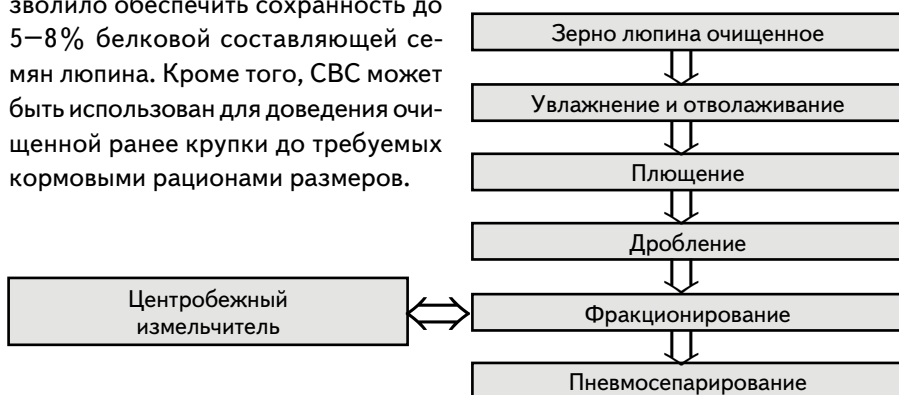 зволило обеспечить сохранность до
5–8% белковой составляющей се-
мян люпина. Кроме того, СВС может
быть использован для доведения очи-
щенной ранее крупки до требуемых
кормовыми рационами размеров.
Зерно люпина очищенное
Увлажнение и отволаживание
Плющение
Дробление
Центробежный
измельчитель
Фракционирование
Пневмосепарирование